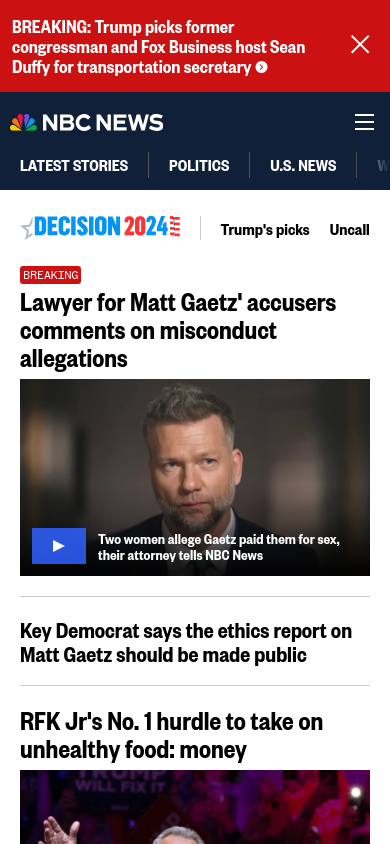 BREAKING: Trump picks former
congressman and Fox Business host Sean
Duffy for transportation secretary
NBC NEWS
LATEST STORIES
POLITICS
U.S. NEWS
DECISION 2024
Trump's picks
Uncall
BREAKING
Lawyer for Matt Gaetz' accusers
comments on misconduct
allegations
Two women allege Gaetz paid them for sex,
their attorney tells NBC News
Key Democrat says the ethics report on
Matt Gaetz should be made public
RFK Jr's No. 1 hurdle to take on
unhealthy food: money
TRUMP
WILL FIX IT